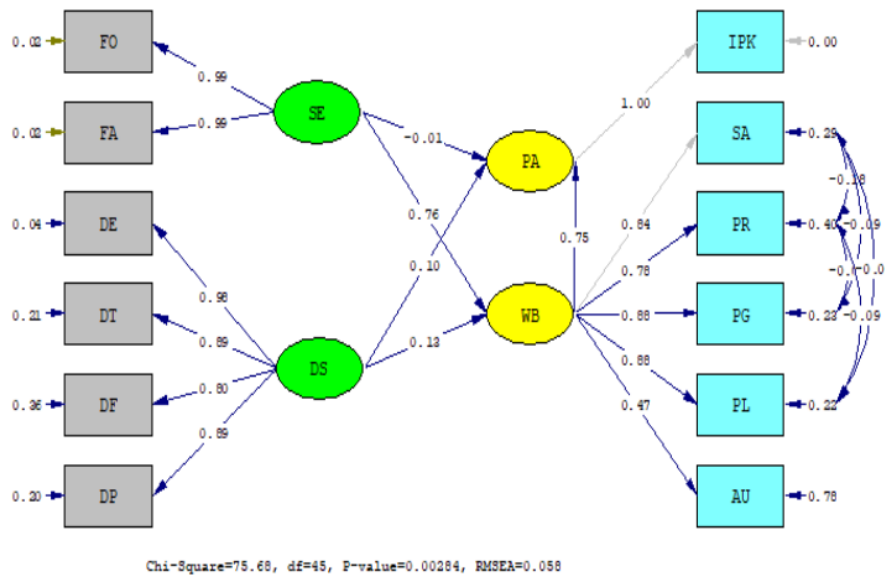 0.02 FO IPK 0.00
0.99
0.02 FA SE SA 0.29
0.99 -0.01 1.00
PA -0.18
0.04 DE 0.76 0.84 PR 0.40 -0.09
0.10 0.75 0.78
0.98
0.21 DT WB 0.88 PG 0.23 -0.09
0.89 0.13 0.88
DS
0.36 DF 0.80 0.47 PL 0.22
0.89
0.20 DP AU 0.78
Chi-Square=75.68, df=45, P-value=0.00284, RMSEA=0.058